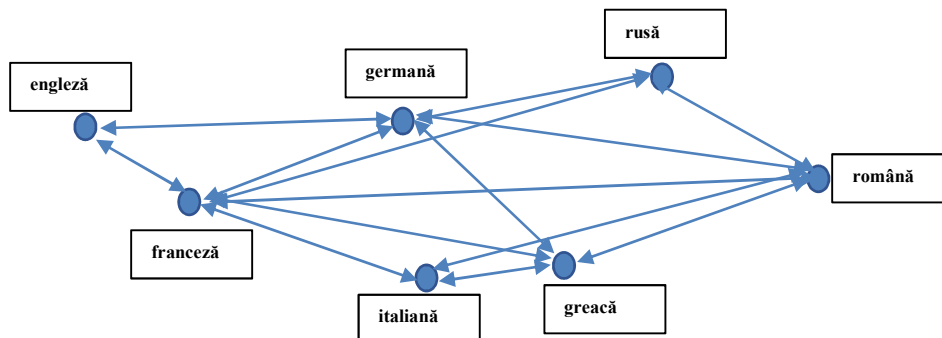 rusă
germană
engleză
română
franceză
italiană
greacă